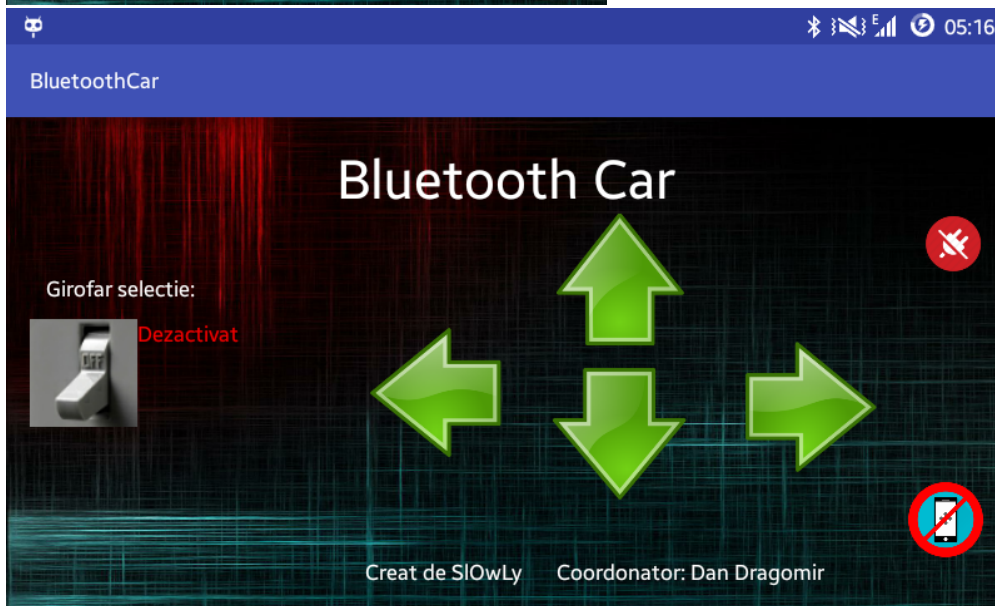 E 05:16
BluetoothCar
Bluetooth Car
Girofar selectie:
Dezactivat
OFF
Creat de SlOwLy Coordonator: Dan Dragomir